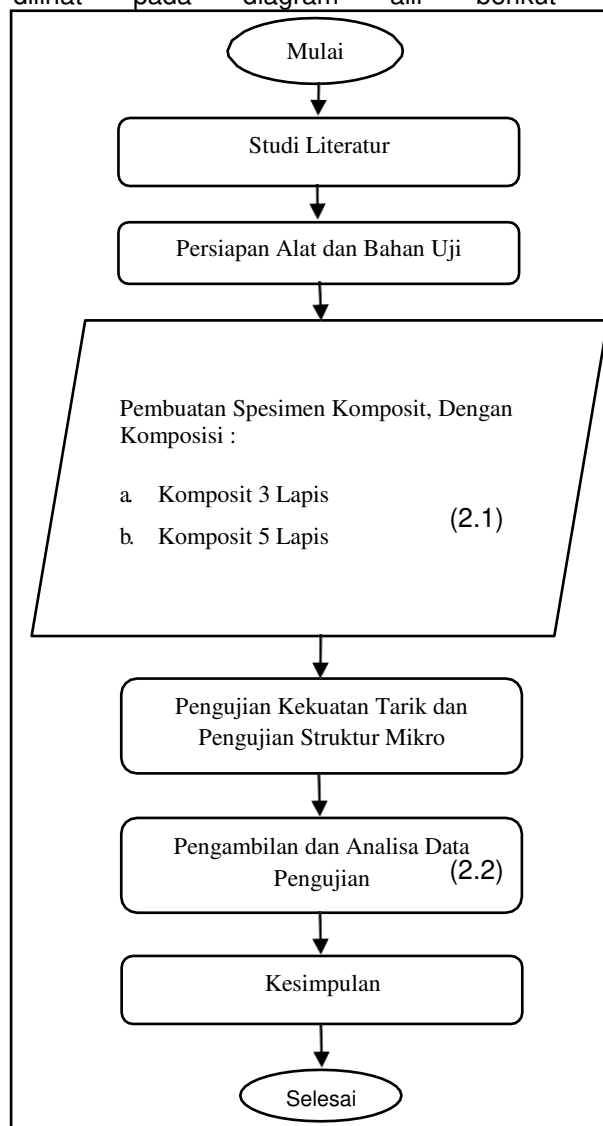 dilihat pada diagram alir berikut
Mulai
Studi Literatur
Persiapan Alat dan Bahan Uji
Pembuatan Spesimen Komposit, Dengan
Komposisi :
a. Komposit 3 Lapis
(2.1)
b. Komposit 5 Lapis
Pengujian Kekuatan Tarik dan
Pengujian Struktur Mikro
Pengambilan dan Analisa Data
Pengujian (2.2)
Kesimpulan
Selesai